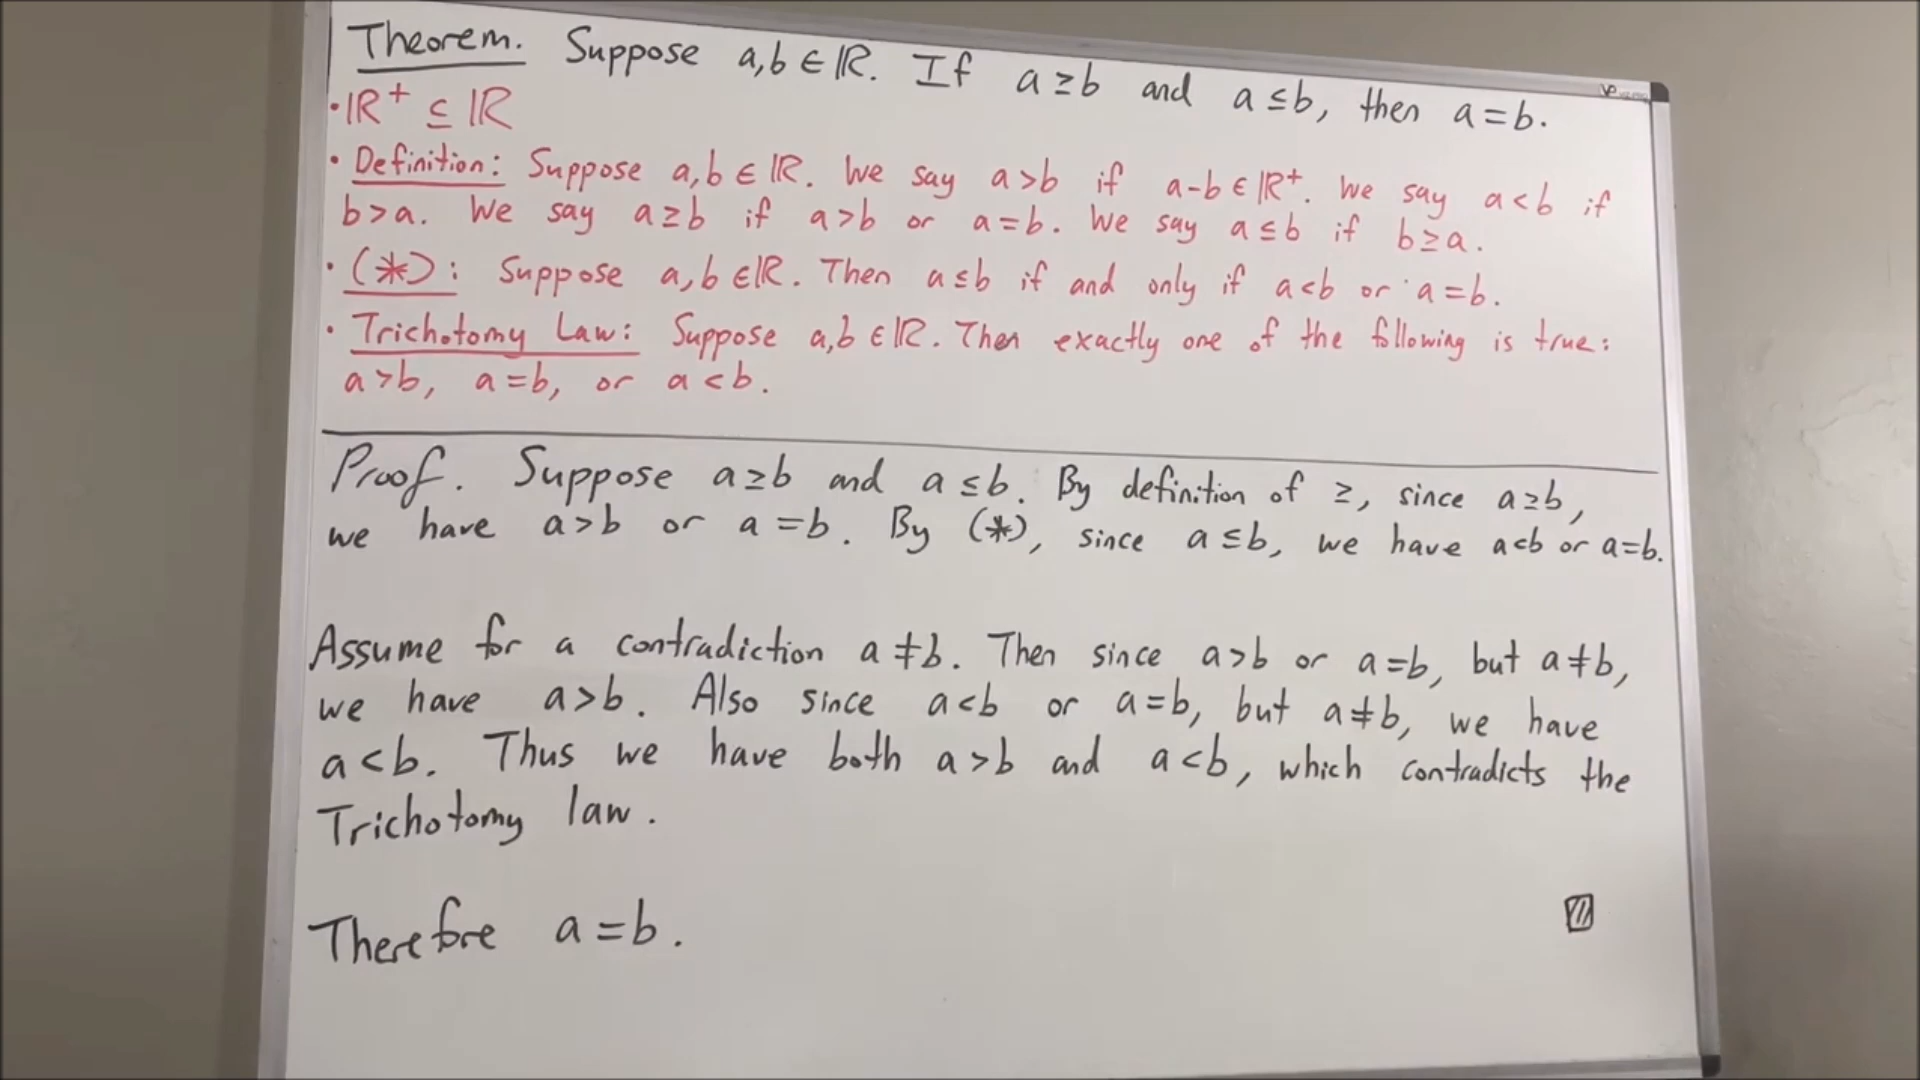 Theorem. Suppose a,b ∈ ℝ. If a ≥ b and a ≤ b, then a = b.
• ℝ⁺ ⊆ ℝ
• Definition: Suppose a,b ∈ ℝ. We say a > b if a - b ∈ ℝ⁺. We say a < b if
b > a. We say a ≥ b if a > b or a = b. We say a ≤ b if b ≥ a.
• (*): Suppose a,b ∈ ℝ. Then a ≤ b if and only if a < b or a = b.
• Trichotomy Law: Suppose a,b ∈ ℝ. Then exactly one of the following is true:
a > b, a = b, or a < b.
Proof. Suppose a ≥ b and a ≤ b. By definition of ≥, since a ≥ b,
we have a > b or a = b. By (*), since a ≤ b, we have a < b or a = b.
Assume for a contradiction a ≠ b. Then since a > b or a = b, but a ≠ b,
we have a > b. Also since a < b or a = b, but a ≠ b, we have
a < b. Thus we have both a > b and a < b, which contradicts the
Trichotomy law.
Therefore a = b.